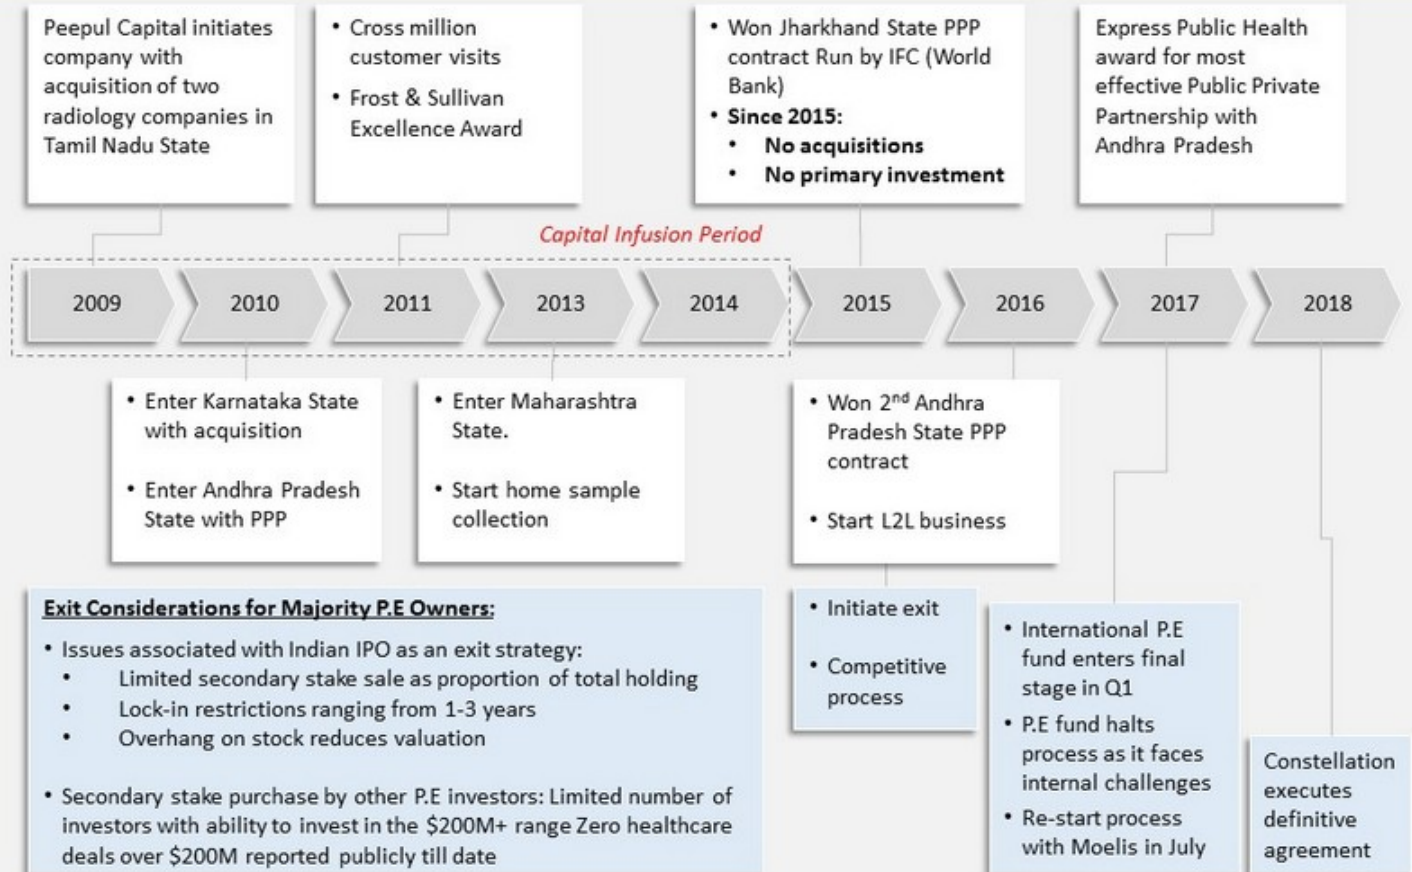 Peepul Capital initiates
company with
acquisition of two
radiology companies in
Tamil Nadu State
• Cross million
customer visits
• Frost & Sullivan
Excellence Award
• Won Jharkhand State PPP
contract Run by IFC (World
Bank)
• Since 2015:
• No acquisitions
• No primary investment
Express Public Health
award for most
effective Public Private
Partnership with
Andhra Pradesh
Capital Infusion Period
2009
2010
2011
2013
2014
2015
2016
2017
2018
• Enter Karnataka State
with acquisition
• Enter Andhra Pradesh
State with PPP
• Enter Maharashtra
State.
• Start home sample
collection
• Won 2nd Andhra
Pradesh State PPP
contract
• Start L2L business
Exit Considerations for Majority P.E Owners:
• Issues associated with Indian IPO as an exit strategy:
• Limited secondary stake sale as proportion of total holding
• Lock-in restrictions ranging from 1-3 years
• Overhang on stock reduces valuation
• Secondary stake purchase by other P.E investors: Limited number of
investors with ability to invest in the $200M+ range Zero healthcare
deals over $200M reported publicly till date
• Initiate exit
• Competitive
process
• International P.E
fund enters final
stage in Q1
• P.E fund halts
process as it faces
internal challenges
• Re-start process
with Moelis in July
Constellation
executes
definitive
agreement